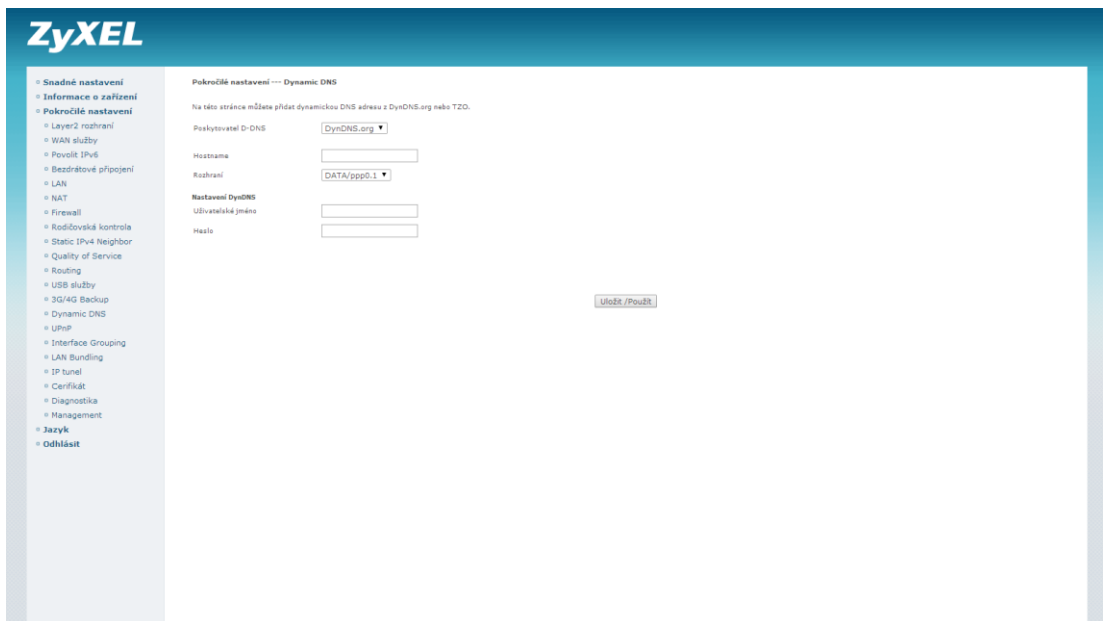 ZyXEL
Snadné nastavení
Informace o zařízení
Pokročilé nastavení
Layer2 rozhraní
WAN služby
Povolit IPv6
Bezdrátové připojení
LAN
NAT
Firewall
Rodičovská kontrola
Static IPv4 Neighbor
Quality of Service
Routing
USB služby
3G/4G Backup
Dynamic DNS
UPnP
Interface Grouping
LAN Bundling
IP tunel
Cerifikát
Diagnostika
Management
Jazyk
Odhlásit
Pokročilé nastavení --- Dynamic DNS
Na této stránce můžete přidat dynamickou DNS adresu z DynDNS.org nebo TZO.
Poskytovatel D-DNS DynDNS.org
Hostname
Rozhraní DATA/ppp0.1
Nastavení DynDNS
Uživatelské jméno
Heslo
Uložit /Použít